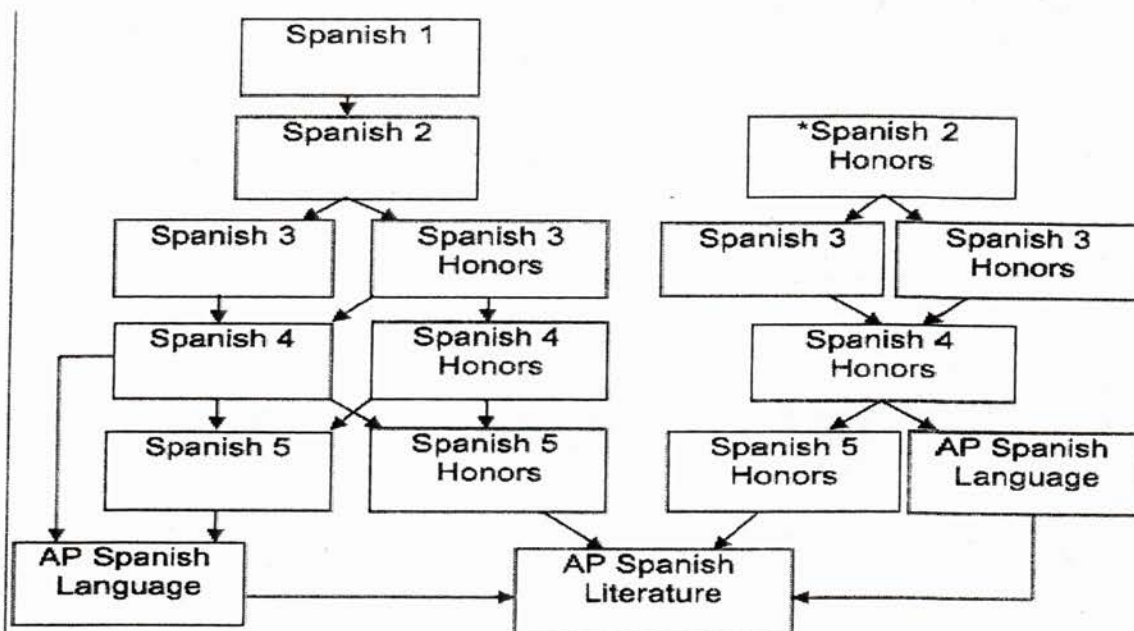 Spanish 1
Spanish 2
*Spanish 2
Honors
Spanish 3
Spanish 3
Honors
Spanish 3
Spanish 3
Honors
Spanish 4
Spanish 4
Honors
Spanish 4
Honors
Spanish 5
Spanish 5
Honors
Spanish 5
Honors
AP Spanish
Language
AP Spanish
Language
AP Spanish
Literature